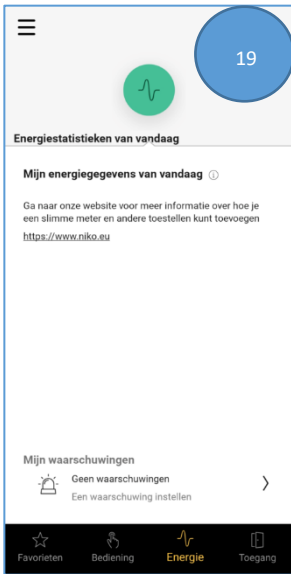 19
Energiestatistieken van vandaag
Mijn energiegegevens van vandaag
Ga naar onze website voor meer informatie over hoe je
een slimme meter en andere toestellen kunt toevoegen
https://www.niko.eu
Mijn waarschuwingen
Geen waarschuwingen
Een waarschuwing instellen
Favorieten Bediening Energie Toegang